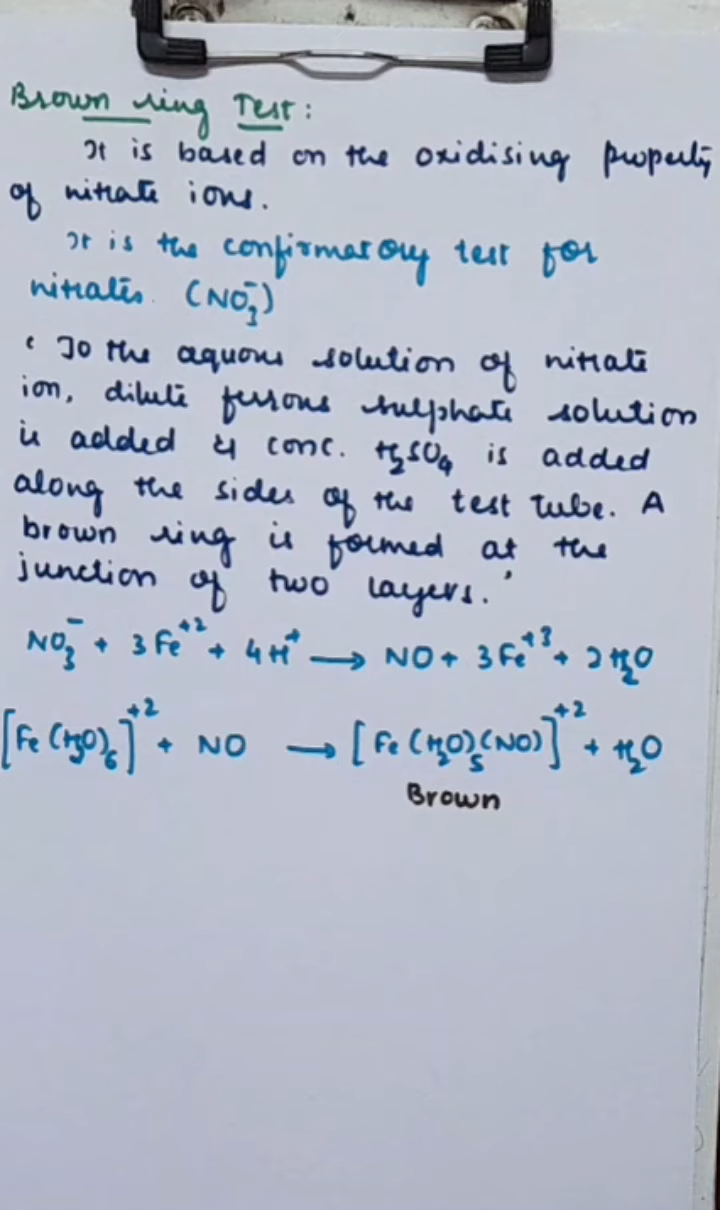 Brown ring Test:
It is based on the oxidising property
of nitrate ions.
It is the confirmatory test for
nitrates. (NO₃⁻)
‘To the aquous solution of nitrate
ion, dilute ferrous sulphate solution
is added & conc. H₂SO₄ is added
along the sides of the test tube. A
brown ring is formed at the
junction of two layers.’
NO₃⁻ + 3Fe⁺² + 4H⁺ → NO + 3Fe⁺³ + 2H₂O
[Fe(H₂O)₆]⁺² + NO → [Fe(H₂O)₅(NO)]⁺² + H₂O
Brown